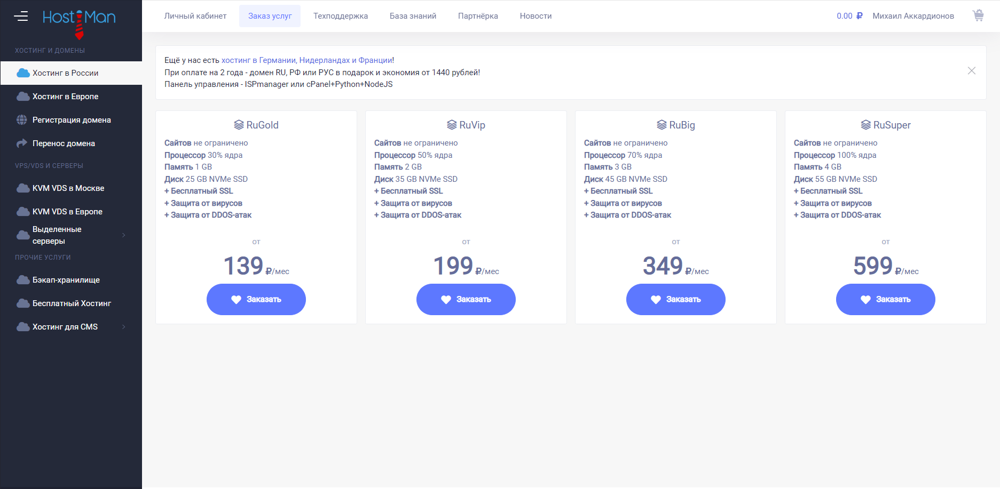 HostMan
Личный кабинет
Заказ услуг
Техподдержка
База знаний
Партнёрка
Новости
0.00 ₽
Михаил Аккардионов
ХОСТИНГ И ДОМЕНЫ
Хостинг в России
Хостинг в Европе
Регистрация домена
Перенос домена
VPS/VDS И СЕРВЕРЫ
KVM VDS в Москве
KVM VDS в Европе
Выделенные
серверы
ПРОЧИЕ УСЛУГИ
Бэкап-хранилище
Бесплатный Хостинг
Хостинг для CMS
Ещё у нас есть хостинг в Германии, Нидерландах и Франции!
При оплате на 2 года - домен RU, РФ или РУС в подарок и экономия от 1440 рублей!
Панель управления - ISPmanager или cPanel+Python+NodeJS
RuGold
Сайтов не ограничено
Процессор 30% ядра
Память 1 GB
Диск 25 GB NVMe SSD
+ Бесплатный SSL
+ Защита от вирусов
+ Защита от DDOS-атак
от
139 ₽/мес
Заказать
RuVip
Сайтов не ограничено
Процессор 50% ядра
Память 2 GB
Диск 35 GB NVMe SSD
+ Бесплатный SSL
+ Защита от вирусов
+ Защита от DDOS-атак
от
199 ₽/мес
Заказать
RuBig
Сайтов не ограничено
Процессор 70% ядра
Память 3 GB
Диск 45 GB NVMe SSD
+ Бесплатный SSL
+ Защита от вирусов
+ Защита от DDOS-атак
от
349 ₽/мес
Заказать
RuSuper
Сайтов не ограничено
Процессор 100% ядра
Память 4 GB
Диск 55 GB NVMe SSD
+ Бесплатный SSL
+ Защита от вирусов
+ Защита от DDOS-атак
от
599 ₽/мес
Заказать